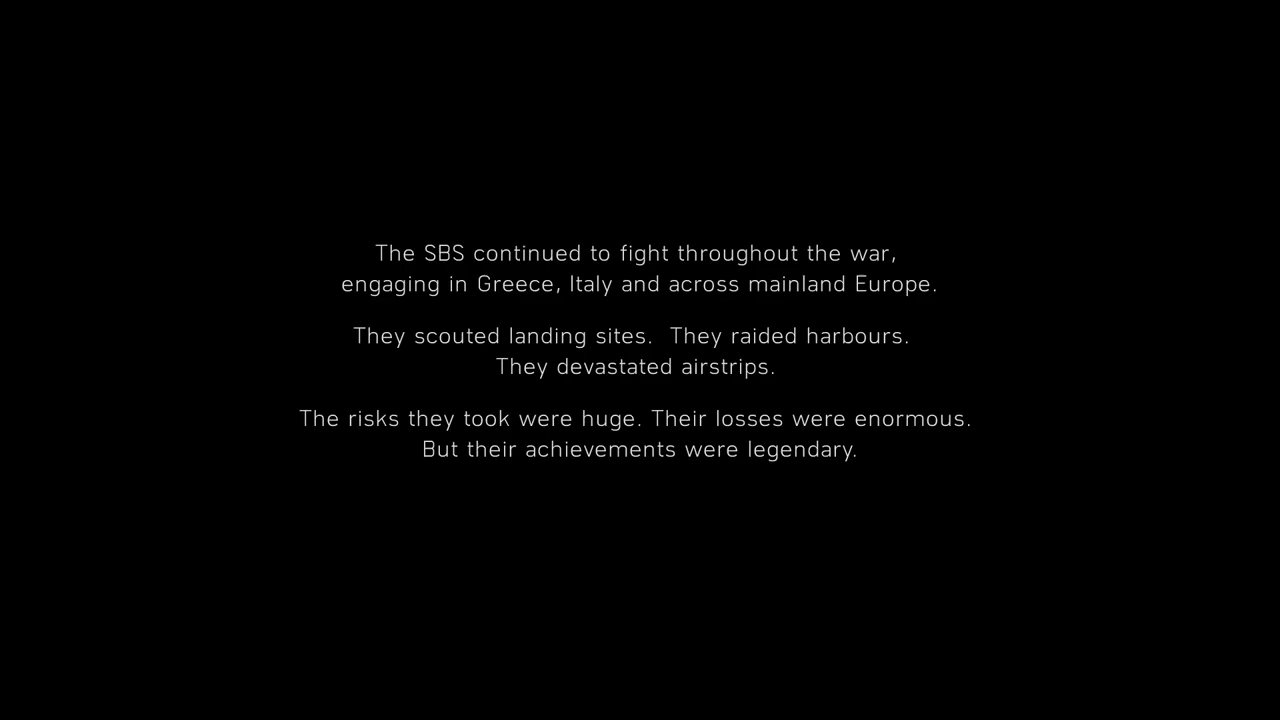 The SBS continued to fight throughout the war,
engaging in Greece, Italy and across mainland Europe.
They scouted landing sites.  They raided harbours.
They devastated airstrips.
The risks they took were huge. Their losses were enormous.
But their achievements were legendary.